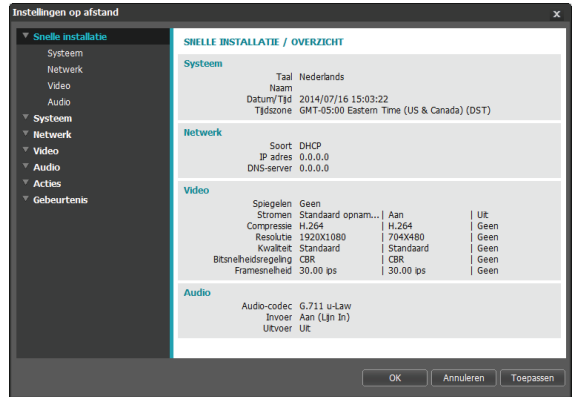 Instellingen op afstand x
Snelle installatie
Systeem
Netwerk
Video
Audio
Systeem
Netwerk
Video
Audio
Acties
Gebeurtenis
SNELLE INSTALLATIE / OVERZICHT
Systeem
Taal Nederlands
Naam
Datum/Tijd 2014/07/16 15:03:22
Tijdszone GMT-05:00 Eastern Time (US & Canada) (DST)
Netwerk
Soort DHCP
IP adres 0.0.0.0
DNS-server 0.0.0.0
Video
Spiegelen Geen
Stromen Standaard opnam... | Aan | Uit
Compressie H.264 | H.264 | Geen
Resolutie 1920X1080 | 704X480 | Geen
Kwaliteit Standaard | Standaard | Geen
Bitsnelheidsregeling CBR | CBR | Geen
Framesnelheid 30.00 ips | 30.00 ips | Geen
Audio
Audio-codec G.711 u-Law
Invoer Aan (Lijn In)
Uitvoer Uit
OK Annuleren Toepassen